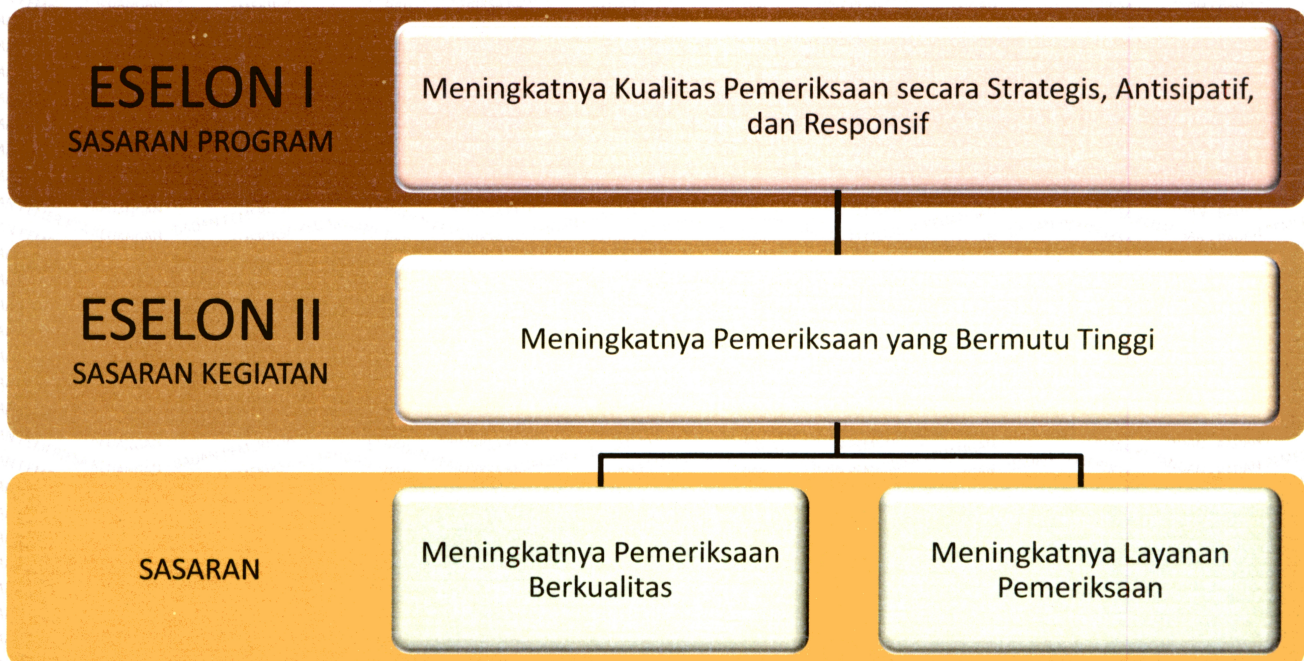 ESELON I
SASARAN PROGRAM
Meningkatnya Kualitas Pemeriksaan secara Strategis, Antisipatif,
dan Responsif
ESELON II
SASARAN KEGIATAN
Meningkatnya Pemeriksaan yang Bermutu Tinggi
SASARAN
Meningkatnya Pemeriksaan
Berkualitas
Meningkatnya Layanan
Pemeriksaan